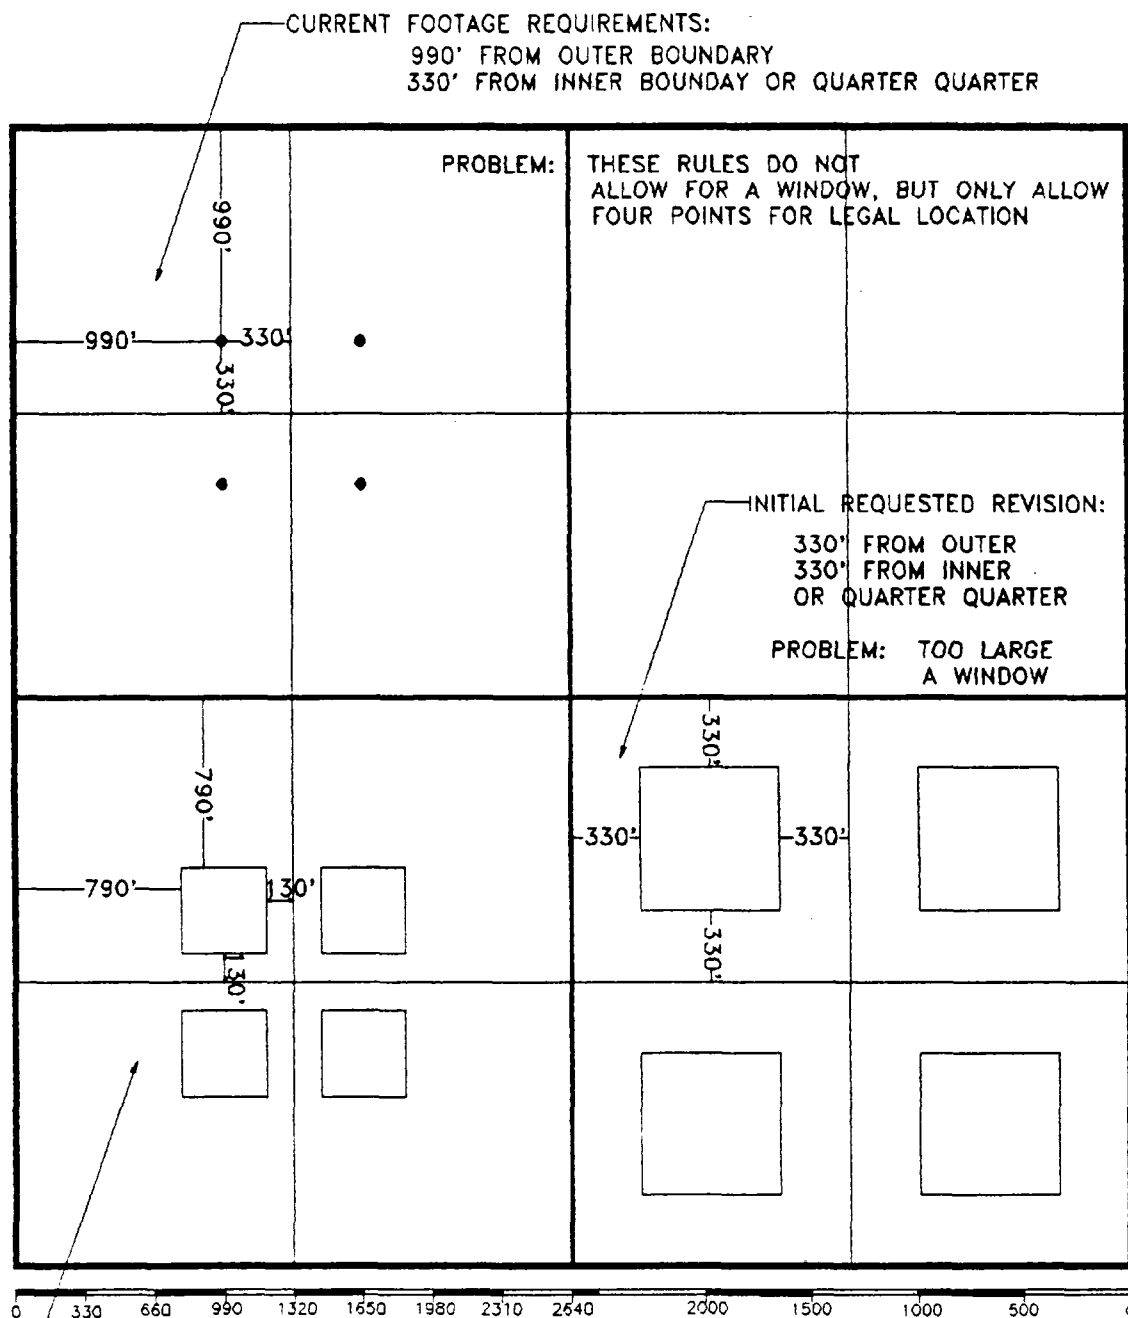 CURRENT FOOTAGE REQUIREMENTS:
990' FROM OUTER BOUNDARY
330' FROM INNER BOUNDAY OR QUARTER QUARTER
PROBLEM: THESE RULES DO NOT
ALLOW FOR A WINDOW, BUT ONLY ALLOW
FOUR POINTS FOR LEGAL LOCATION
990'
990'
330'
330'
INITIAL REQUESTED REVISION:
330' FROM OUTER
330' FROM INNER
OR QUARTER QUARTER
PROBLEM: TOO LARGE
A WINDOW
790'
790'
130'
130'
330'
330'
330'
330'
0 330 660 990 1320 1650 1980 2310 2640 2000 1500 1000 500